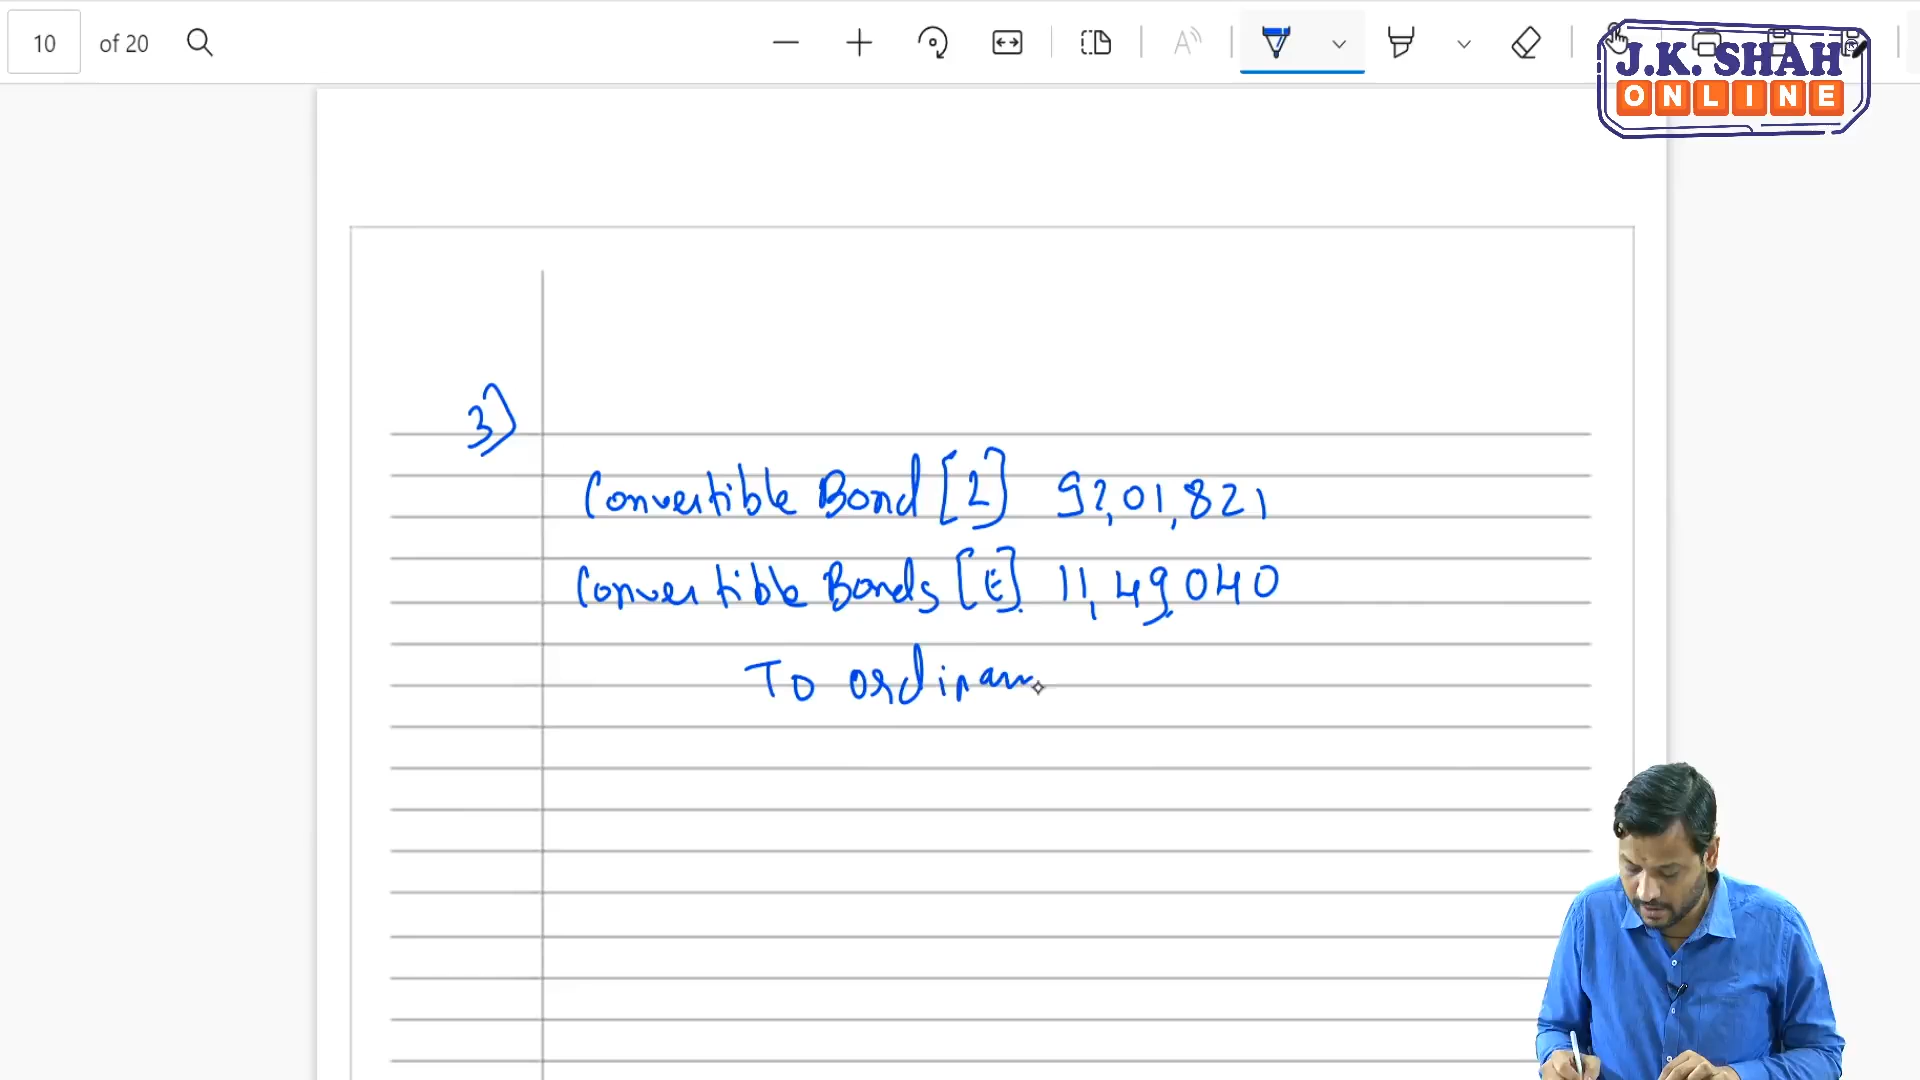 10 of 20
J.K. SHAH
ONLINE
3)
Convertible Bond [L] 92,01,821
Convertible Bonds [E] 11,49,040
To ordinar